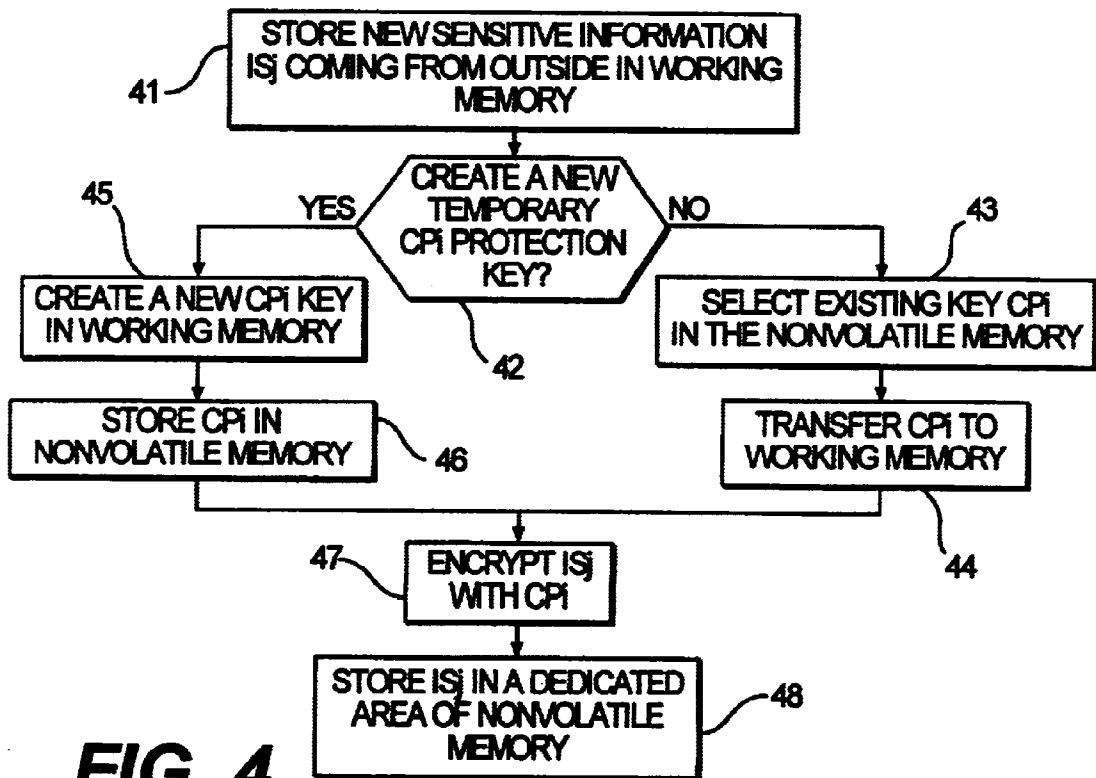 STORE NEW SENSITIVE INFORMATION
ISj COMING FROM OUTSIDE IN WORKING
MEMORY
41
CREATE A NEW
TEMPORARY
CPi PROTECTION
KEY?
YES
NO
42
45
CREATE A NEW CPi KEY
IN WORKING MEMORY
43
SELECT EXISTING KEY CPi
IN THE NONVOLATILE MEMORY
STORE CPi IN
NONVOLATILE MEMORY
46
TRANSFER CPi TO
WORKING MEMORY
44
47
ENCRYPT ISj
WITH CPi
STORE ISj IN A DEDICATED
AREA OF NONVOLATILE
MEMORY
48
FIG. 4